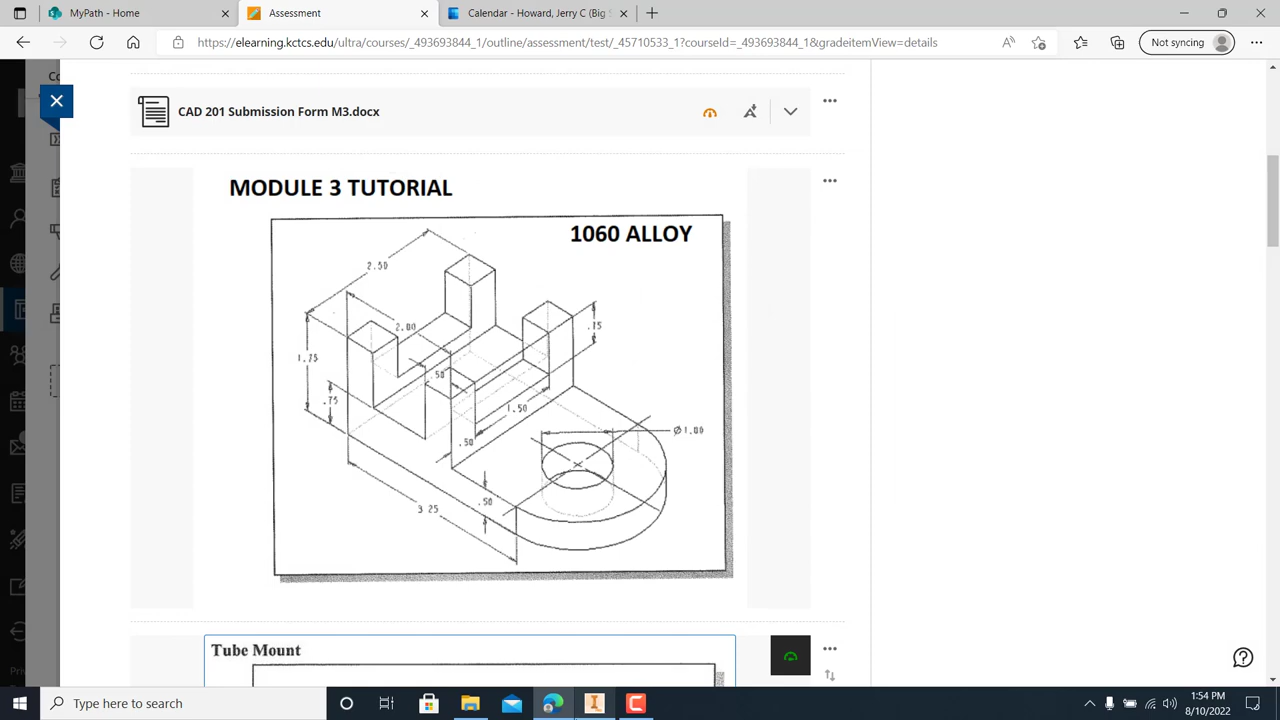 MyPath - Home
Assessment
Calendar - Howard, Jerry C (Big S
https://elearning.kctcs.edu/ultra/courses/_493693844_1/outline/assessment/test/_45710533_1?courseId=_493693844_1&gradeitemView=details
Not syncing
Co
CAD 201 Submission Form M3.docx
MODULE 3 TUTORIAL
1060 ALLOY
2.50
2.00
.75
1.75
.50
.75
1.50
Ø1.00
.50
.50
3.25
Tube Mount
Priv
Type here to search
1:54 PM
8/10/2022